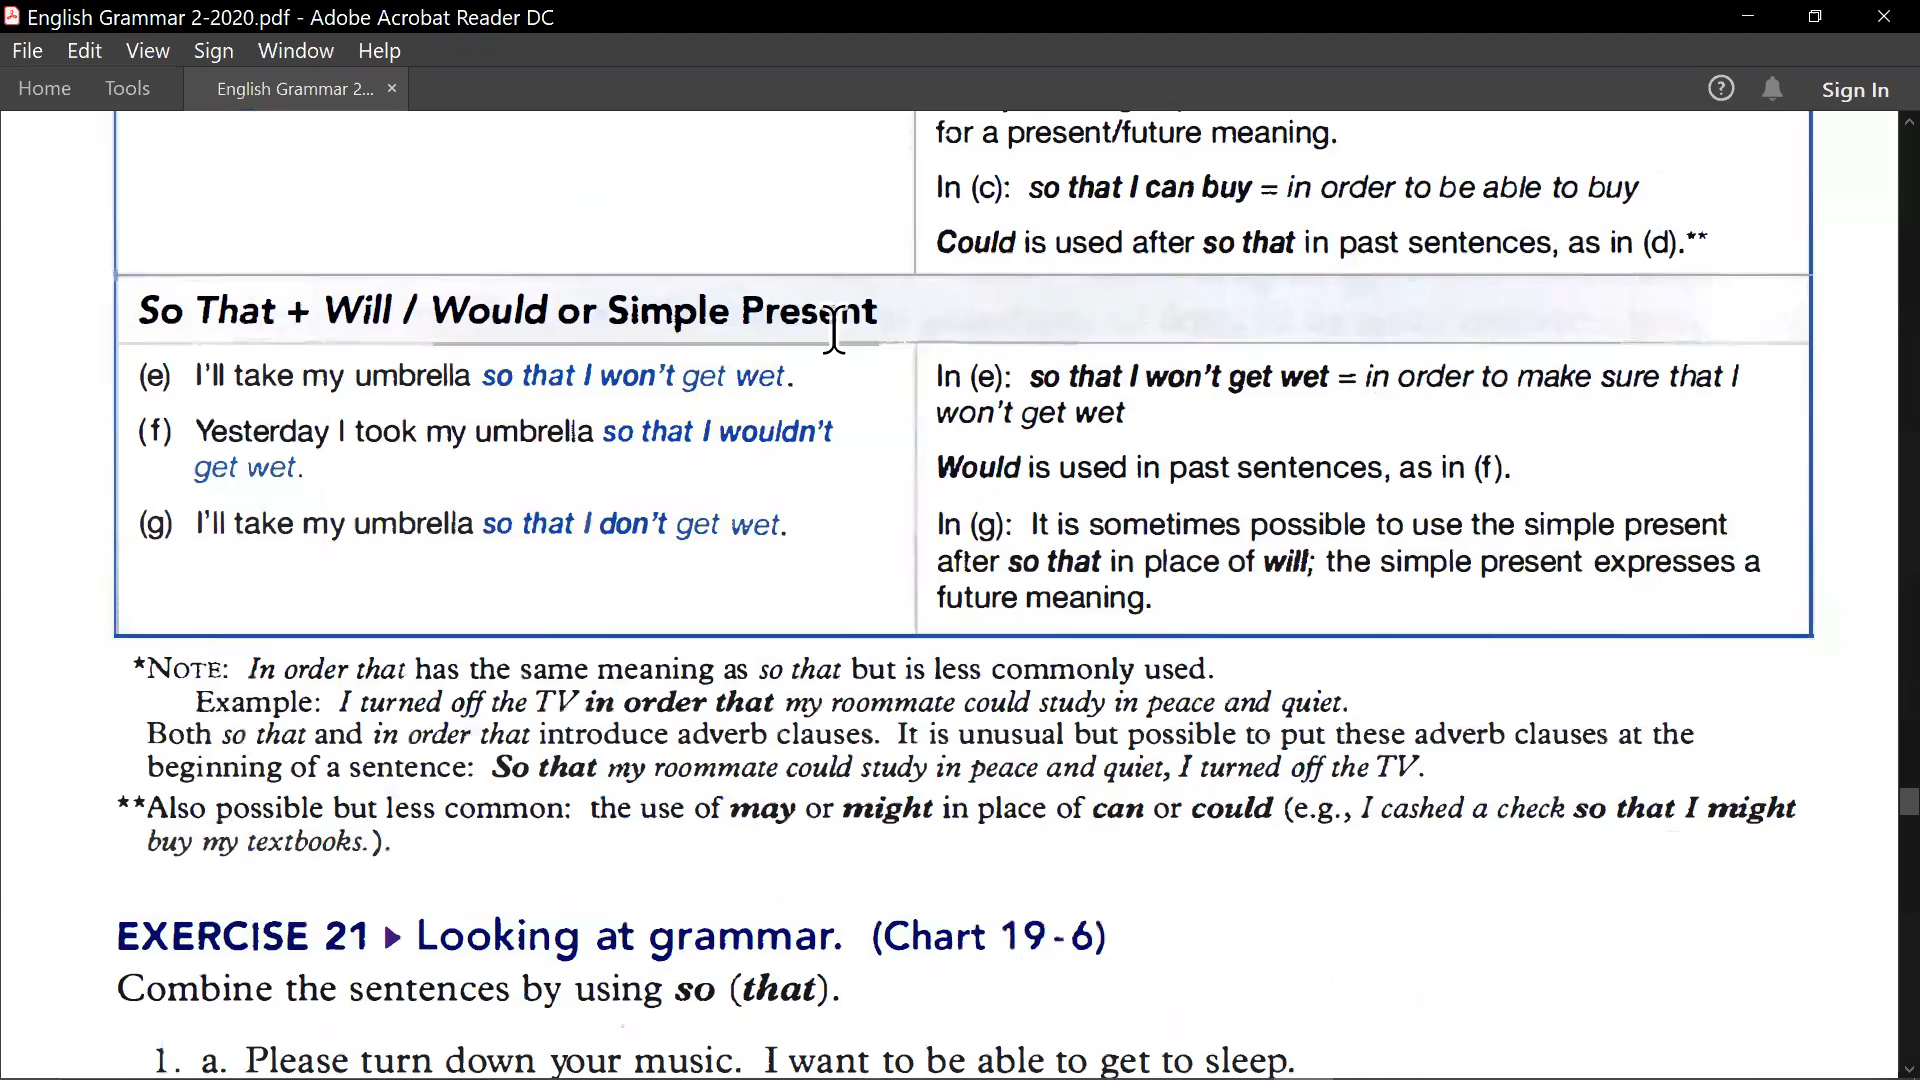 English Grammar 2-2020.pdf - Adobe Acrobat Reader DC
File Edit View Sign Window Help
Home Tools English Grammar 2... × Sign In
for a present/future meaning.
In (c): so that I can buy = in order to be able to buy
Could is used after so that in past sentences, as in (d).**
So That + Will / Would or Simple Present
(e) I'll take my umbrella so that I won't get wet.
(f) Yesterday I took my umbrella so that I wouldn't
get wet.
(g) I'll take my umbrella so that I don't get wet.
In (e): so that I won't get wet = in order to make sure that I
won't get wet
Would is used in past sentences, as in (f).
In (g): It is sometimes possible to use the simple present
after so that in place of will; the simple present expresses a
future meaning.
*NOTE: In order that has the same meaning as so that but is less commonly used.
Example: I turned off the TV in order that my roommate could study in peace and quiet.
Both so that and in order that introduce adverb clauses. It is unusual but possible to put these adverb clauses at the
beginning of a sentence: So that my roommate could study in peace and quiet, I turned off the TV.
**Also possible but less common: the use of may or might in place of can or could (e.g., I cashed a check so that I might
buy my textbooks.).
EXERCISE 21 ▸ Looking at grammar. (Chart 19-6)
Combine the sentences by using so (that).
1. a. Please turn down your music. I want to be able to get to sleep.